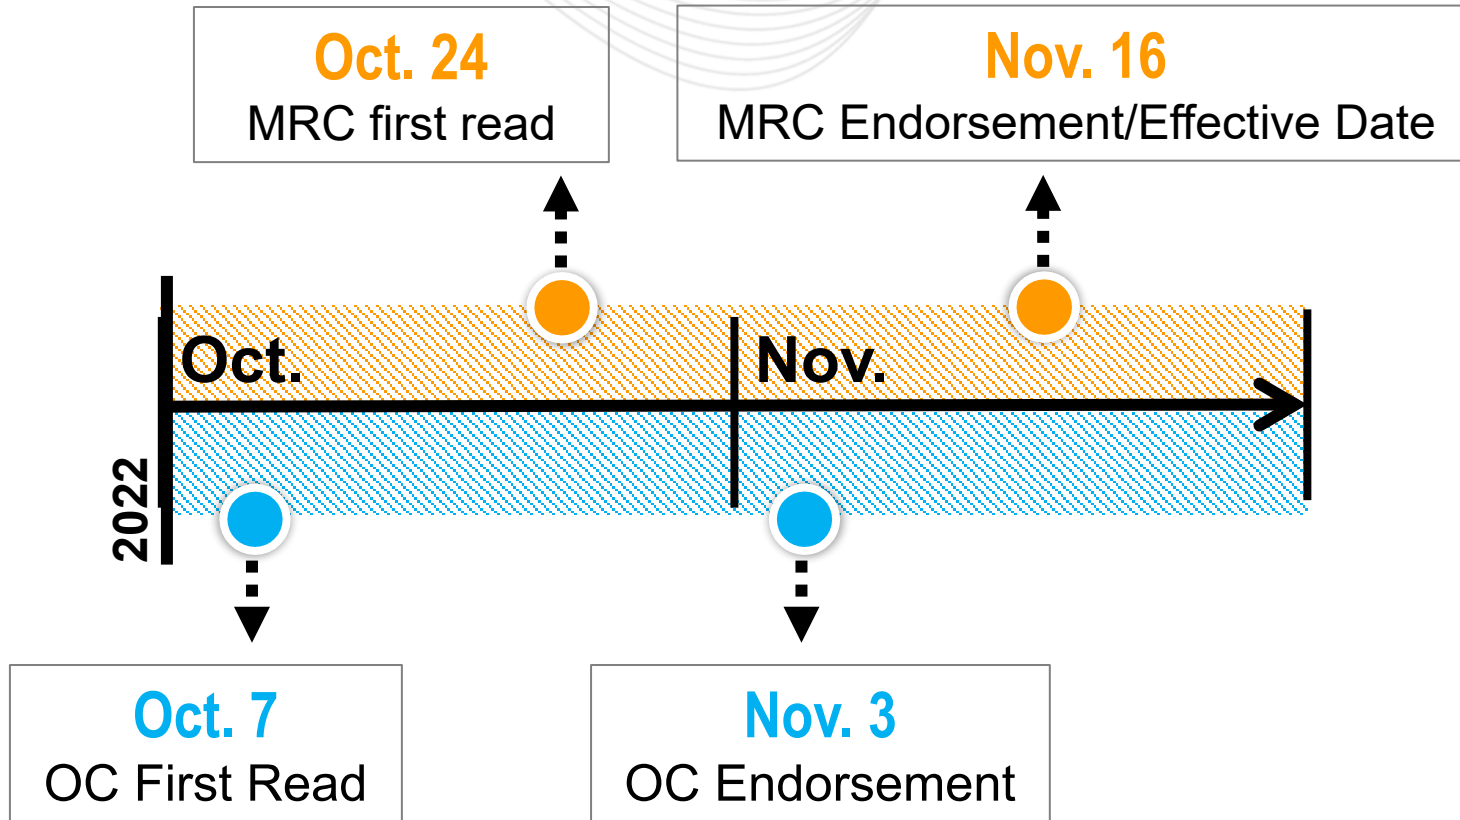 Oct. 24
MRC first read
Nov. 16
MRC Endorsement/Effective Date
Oct.
Nov.
2022
Oct. 7
OC First Read
Nov. 3
OC Endorsement